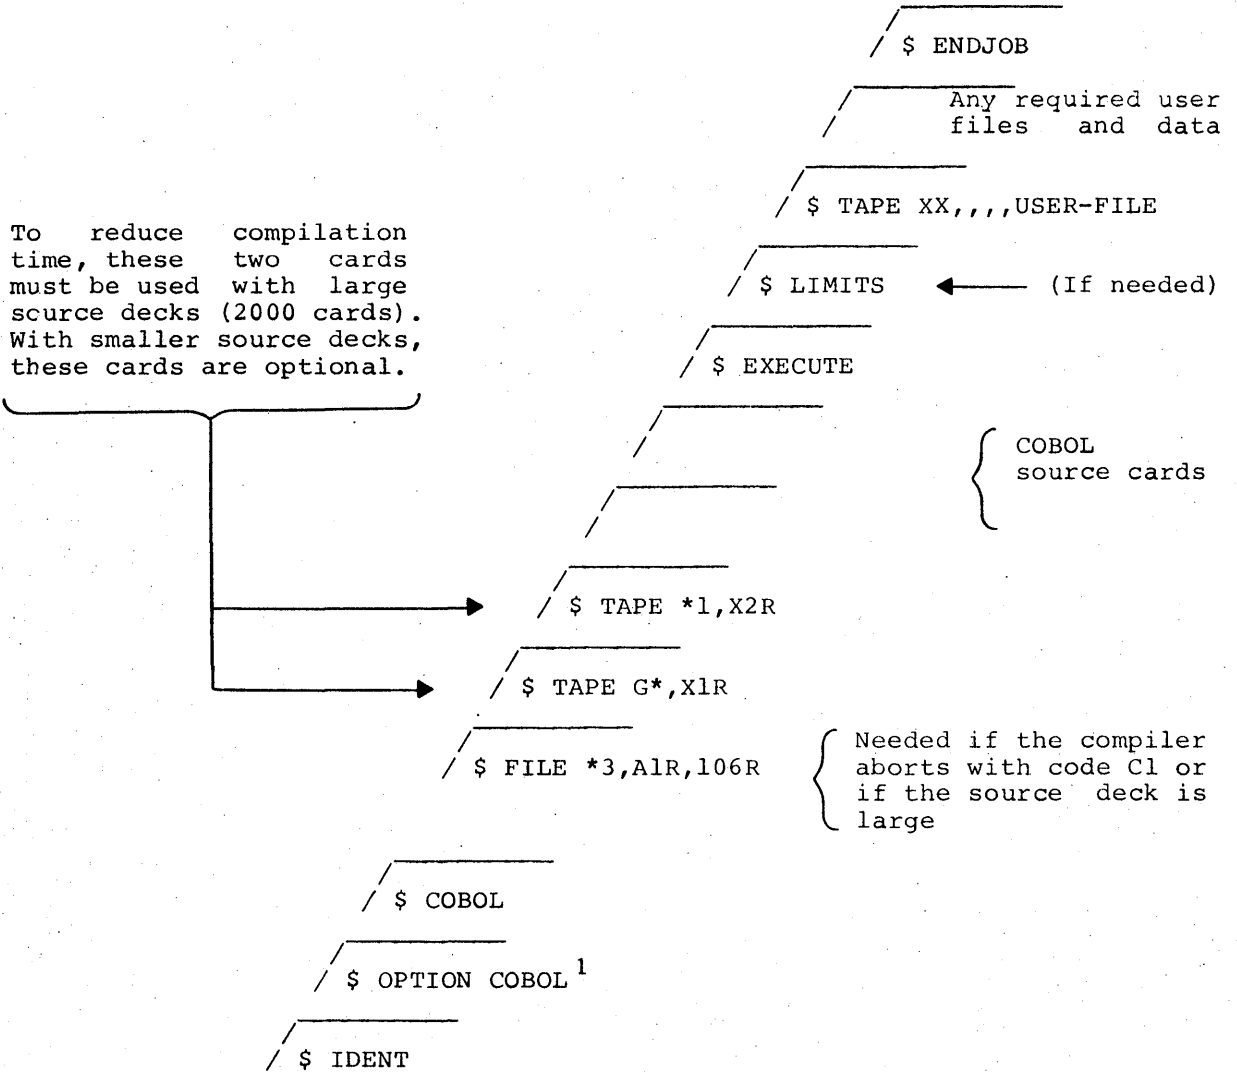 $ ENDJOB
Any required user
files and data
$ TAPE XX,,,,USER-FILE
To reduce compilation
time, these two cards
must be used with large
scurce decks (2000 cards).
With smaller source decks,
these cards are optional.
$ LIMITS
(If needed)
$ EXECUTE
COBOL
source cards
$ TAPE *1,X2R
$ TAPE G*,X1R
$ FILE *3,A1R,106R
Needed if the compiler
aborts with code C1 or
if the source deck is
large
$ COBOL
$ OPTION COBOL 1
$ IDENT